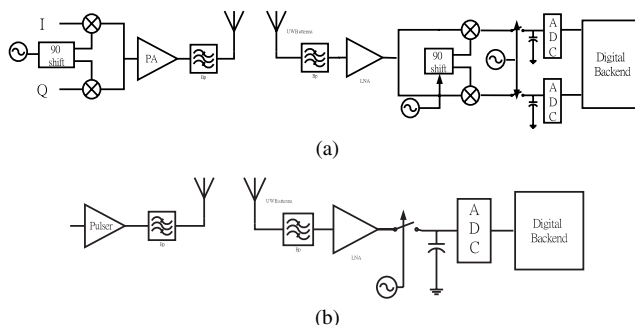 I
90
shift
Q
PA
Bp
UWBantenna
Bp
LNA
90
shift
A
D
C
A
D
C
Digital
Backend
(a)
Pulser
Bp
UWBantenna
Bp
LNA
A
D
C
Digital
Backend
(b)